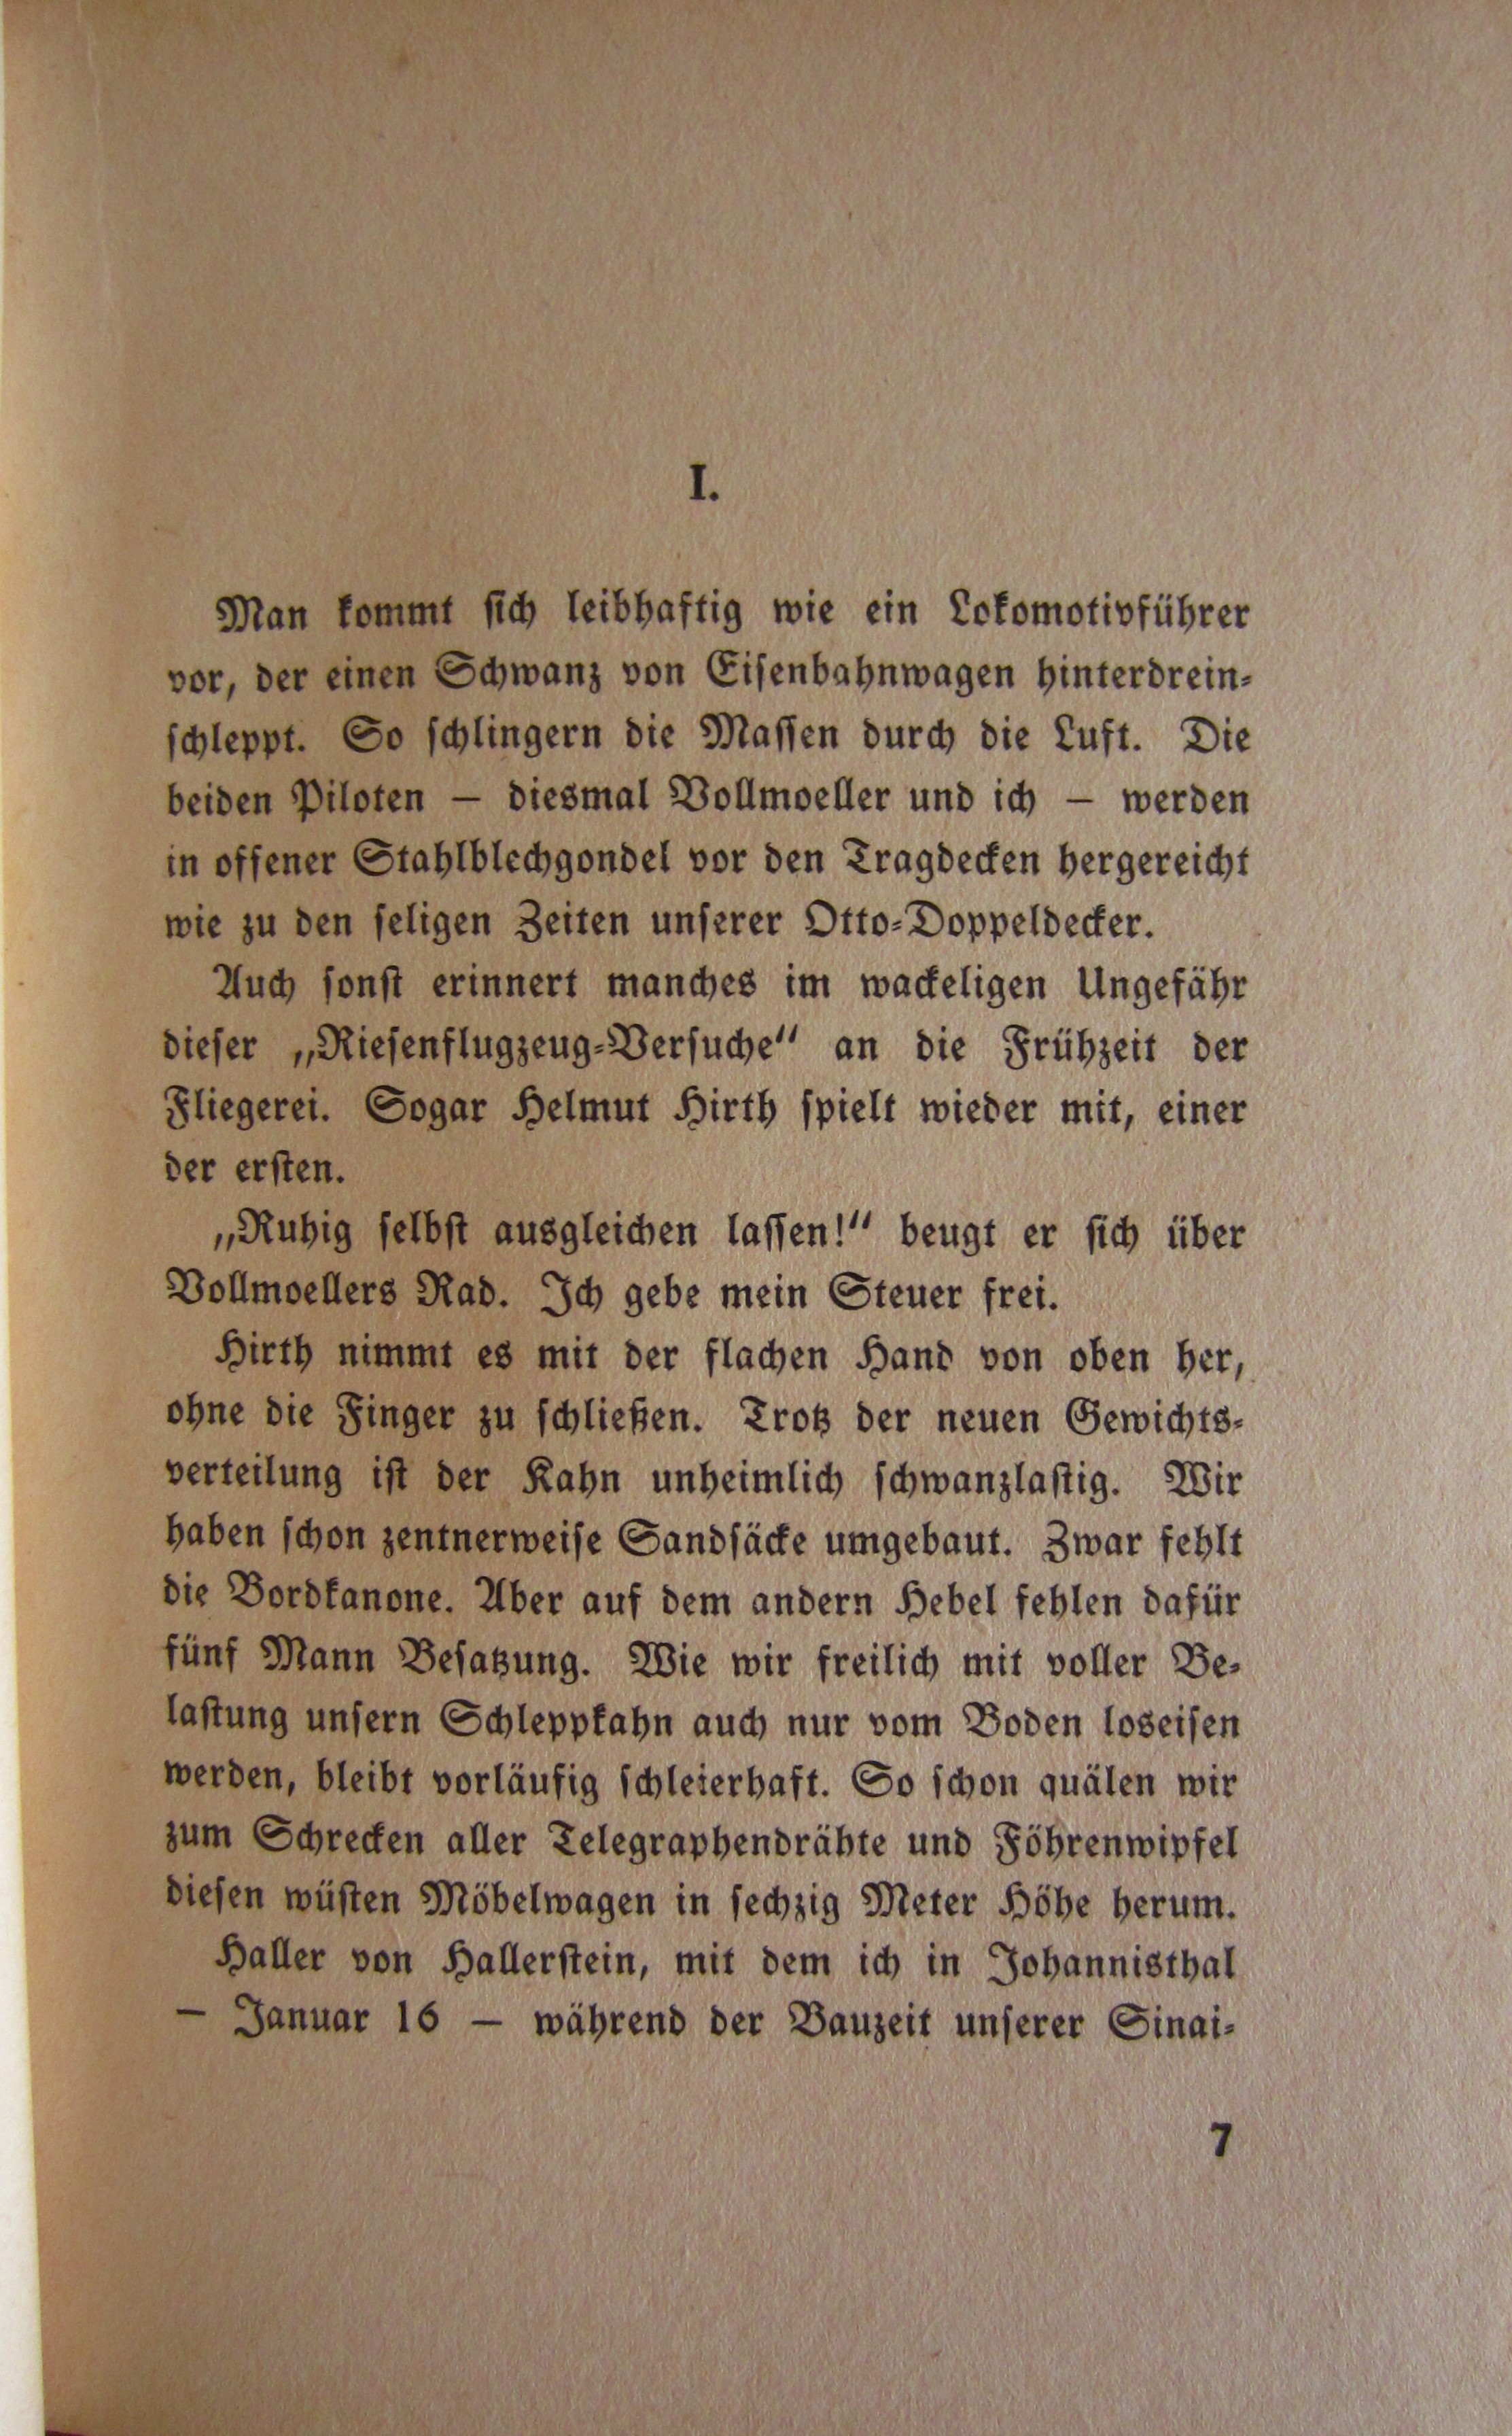 I.
Man kommt sich leibhaftig wie ein Lokomotivführer
vor, der einen Schwanz von Eisenbahnwagen hinterdrein-
schleppt. So schlingern die Massen durch die Luft. Die
beiden Piloten — diesmal Vollmoeller und ich — werden
in offener Stahlblechgondel vor den Tragdecken hergereicht
wie zu den seligen Zeiten unserer Otto-Doppeldecker.
Auch sonst erinnert manches im wackeligen Ungefähr
dieser „Riesenflugzeug-Versuche“ an die Frühzeit der
Fliegerei. Sogar Helmut Hirth spielt wieder mit, einer
der ersten.
„Ruhig selbst ausgleichen lassen!“ beugt er sich über
Vollmoellers Rad. Ich gebe mein Steuer frei.
Hirth nimmt es mit der flachen Hand von oben her,
ohne die Finger zu schließen. Trotz der neuen Gewichts-
verteilung ist der Kahn unheimlich schwanzlastig. Wir
haben schon zentnerweise Sandsäcke umgebaut. Zwar fehlt
die Bordkanone. Aber auf dem andern Hebel fehlen dafür
fünf Mann Besatzung. Wie wir freilich mit voller Be-
lastung unsern Schleppkahn auch nur vom Boden loseisen
werden, bleibt vorläufig schleierhaft. So schon quälen wir
zum Schrecken aller Telegraphendrähte und Föhrenwipfel
diesen wüsten Möbelwagen in sechzig Meter Höhe herum.
Haller von Hallerstein, mit dem ich in Johannisthal
— Januar 16 — während der Bauzeit unserer Sinai-
7